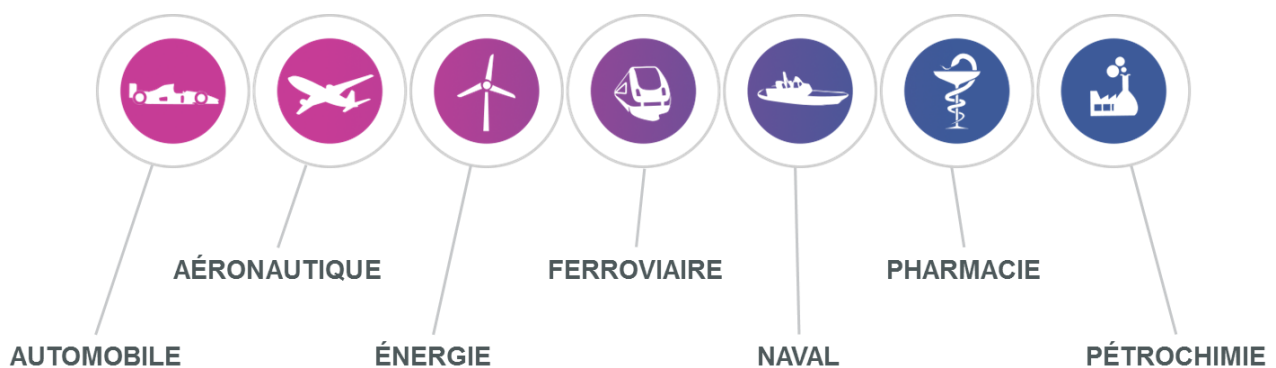 AUTOMOBILE
AÉRONAUTIQUE
ÉNERGIE
FERROVIAIRE
NAVAL
PHARMACIE
PÉTROCHIMIE